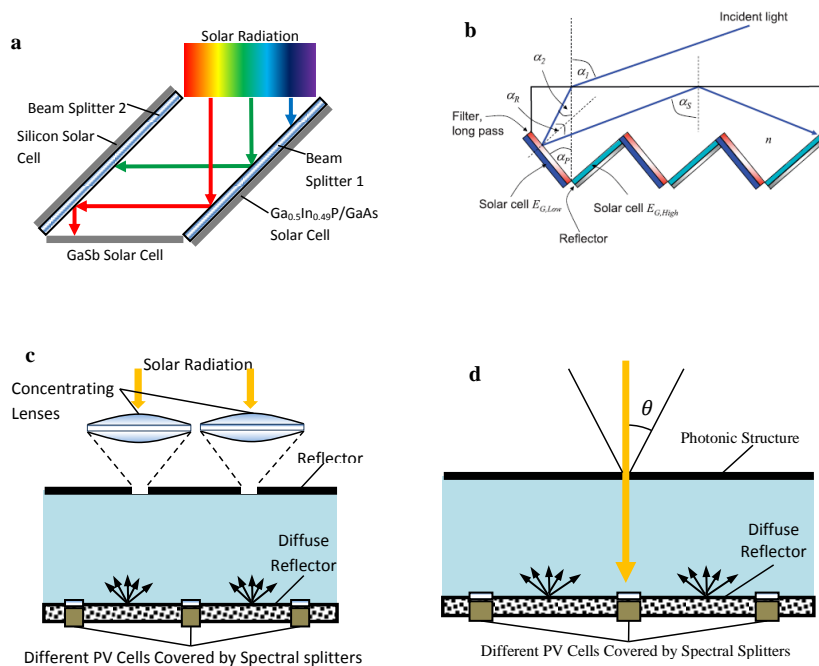 a
Solar Radiation
Beam Splitter 2
Silicon Solar
Cell
Beam
Splitter 1
Ga0.5In0.49P/GaAs
Solar Cell
GaSb Solar Cell
b
Incident light
α2
α1
αR
αS
Filter,
long pass
αP
n
Solar cell EG,Low
Solar cell EG,High
Reflector
c
Solar Radiation
Concentrating
Lenses
Reflector
Diffuse
Reflector
Different PV Cells Covered by Spectral splitters
d
θ
Photonic Structure
Diffuse
Reflector
Different PV Cells Covered by Spectral Splitters